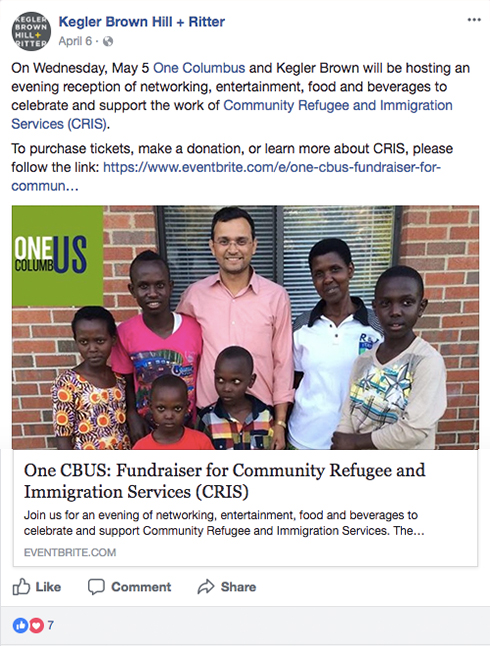 KEGLER
BROWN
HILL+
RITTER
Kegler Brown Hill + Ritter
April 6 ·
On Wednesday, May 5 One Columbus and Kegler Brown will be hosting an
evening reception of networking, entertainment, food and beverages to
celebrate and support the work of Community Refugee and Immigration
Services (CRIS).
To purchase tickets, make a donation, or learn more about CRIS, please
follow the link: https://www.eventbrite.com/e/one-cbus-fundraiser-for-
commun…
ONE
COLUMBUS
One CBUS: Fundraiser for Community Refugee and
Immigration Services (CRIS)
Join us for an evening of networking, entertainment, food and beverages to
celebrate and support Community Refugee and Immigration Services. The…
EVENTBRITE.COM
Like Comment Share
7